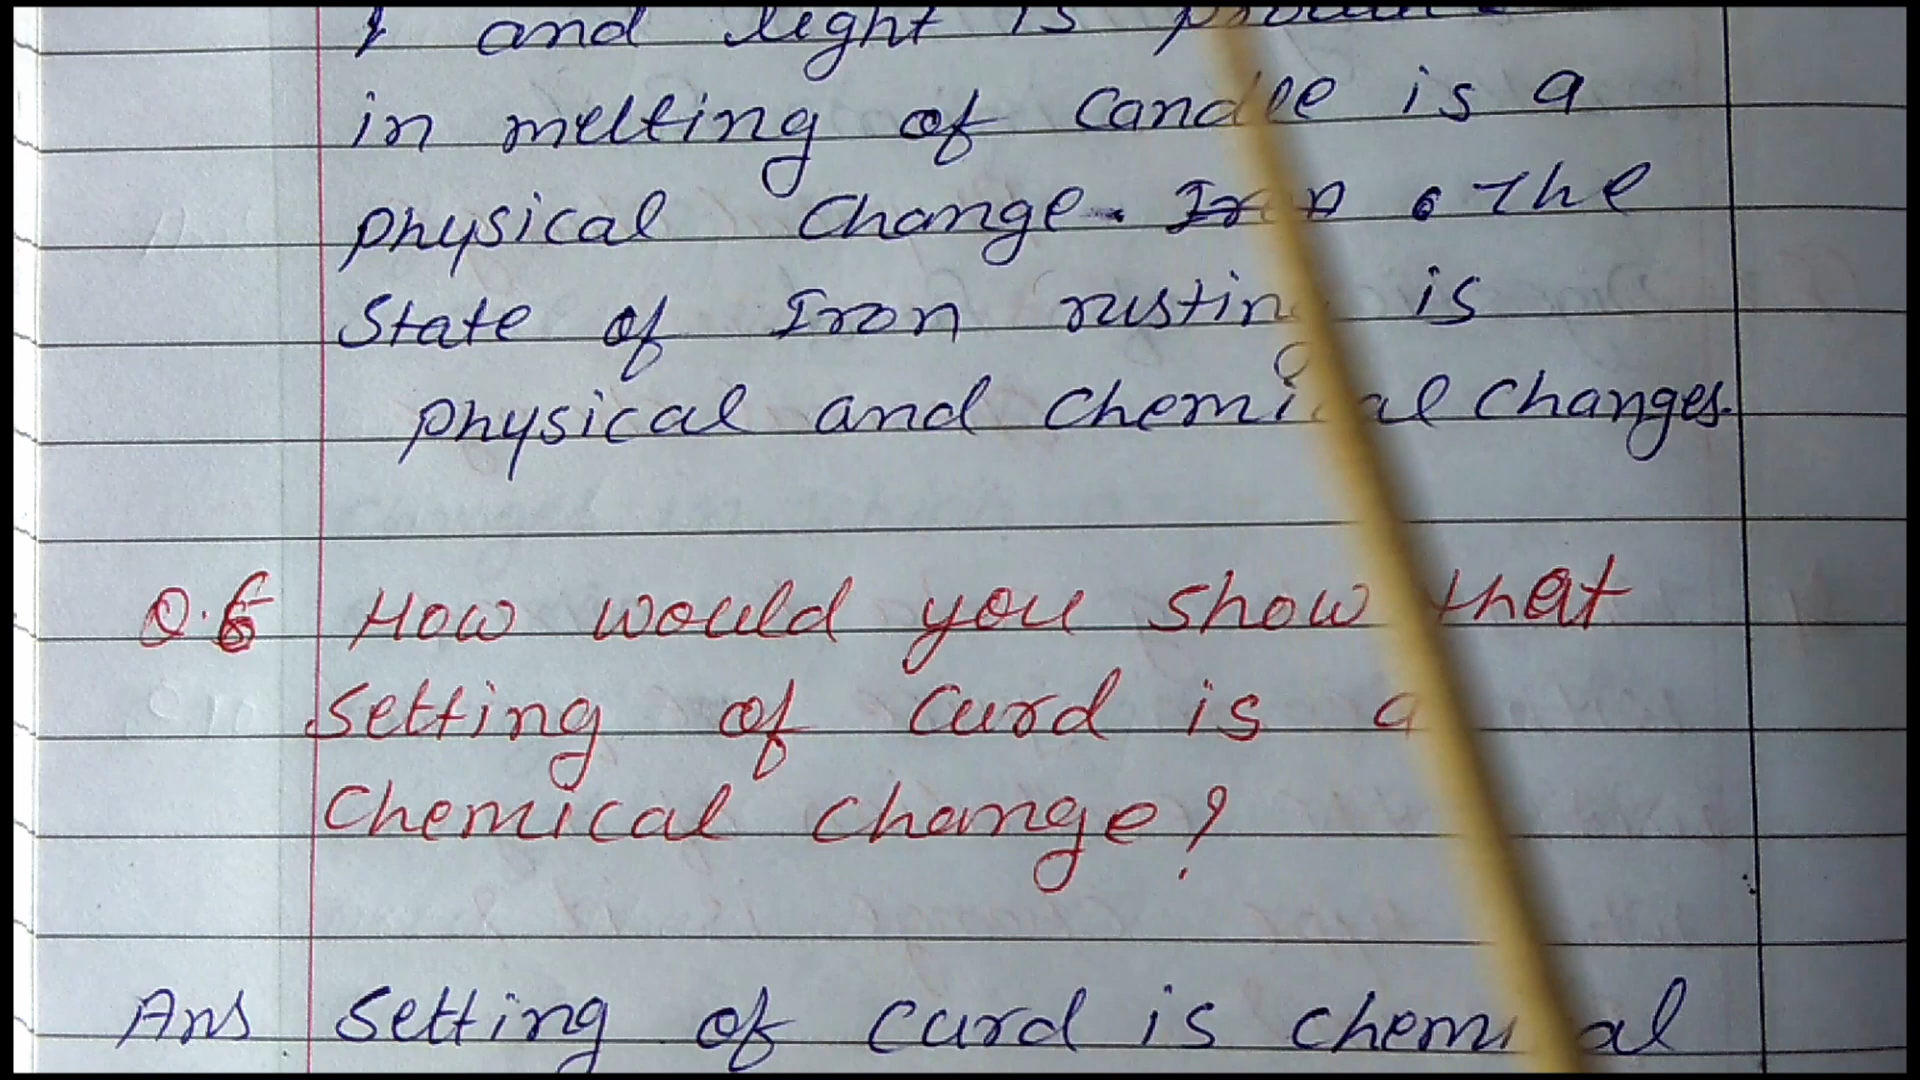 and light is
in melting of Candle is a
physical Change. The
State of Iron rusting is
physical and chemical changes.
Q.6 How would you show that
setting of Curd is a
Chemical change?
Ans setting of curd is chemical